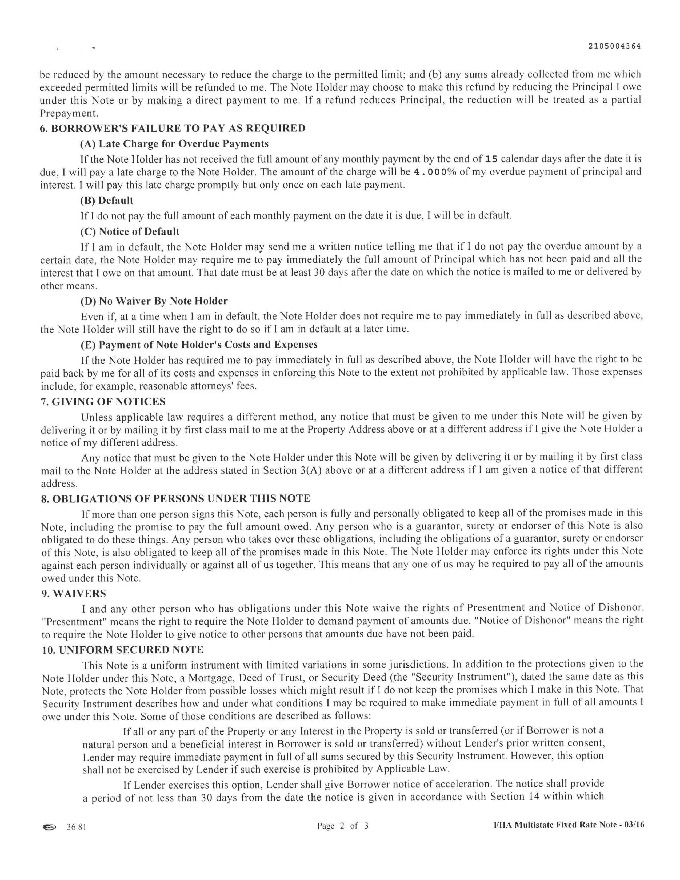 2105004364
be reduced by the amount necessary to reduce the charge to the permitted limit; and (b) any sums already collected from me which
exceeded permitted limits will be refunded to me. The Note Holder may choose to make this refund by reducing the Principal I owe
under this Note or by making a direct payment to me. If a refund reduces Principal, the reduction will be treated as a partial
Prepayment.
6. BORROWER'S FAILURE TO PAY AS REQUIRED
(A) Late Charge for Overdue Payments
If the Note Holder has not received the full amount of any monthly payment by the end of 15 calendar days after the date it is
due, I will pay a late charge to the Note Holder. The amount of the charge will be 4.000% of my overdue payment of principal and
interest. I will pay this late charge promptly but only once on each late payment.
(B) Default
If I do not pay the full amount of each monthly payment on the date it is due, I will be in default.
(C) Notice of Default
If I am in default, the Note Holder may send me a written notice telling me that if I do not pay the overdue amount by a
certain date, the Note Holder may require me to pay immediately the full amount of Principal which has not been paid and all the
interest that I owe on that amount. That date must be at least 30 days after the date on which the notice is mailed to me or delivered by
other means.
(D) No Waiver By Note Holder
Even if, at a time when I am in default, the Note Holder does not require me to pay immediately in full as described above,
the Note Holder will still have the right to do so if I am in default at a later time.
(E) Payment of Note Holder's Costs and Expenses
If the Note Holder has required me to pay immediately in full as described above, the Note Holder will have the right to be
paid back by me for all of its costs and expenses in enforcing this Note to the extent not prohibited by applicable law. Those expenses
include, for example, reasonable attorneys' fees.
7. GIVING OF NOTICES
Unless applicable law requires a different method, any notice that must be given to me under this Note will be given by
delivering it or by mailing it by first class mail to me at the Property Address above or at a different address if I give the Note Holder a
notice of my different address.
Any notice that must be given to the Note Holder under this Note will be given by delivering it or by mailing it by first class
mail to the Note Holder at the address stated in Section 3(A) above or at a different address if I am given a notice of that different
address.
8. OBLIGATIONS OF PERSONS UNDER THIS NOTE
If more than one person signs this Note, each person is fully and personally obligated to keep all of the promises made in this
Note, including the promise to pay the full amount owed. Any person who is a guarantor, surety or endorser of this Note is also
obligated to do these things. Any person who takes over these obligations, including the obligations of a guarantor, surety or endorser
of this Note, is also obligated to keep all of the promises made in this Note. The Note Holder may enforce its rights under this Note
against each person individually or against all of us together. This means that any one of us may be required to pay all of the amounts
owed under this Note.
9. WAIVERS
I and any other person who has obligations under this Note waive the rights of Presentment and Notice of Dishonor.
"Presentment" means the right to require the Note Holder to demand payment of amounts due. "Notice of Dishonor" means the right
to require the Note Holder to give notice to other persons that amounts due have not been paid.
10. UNIFORM SECURED NOTE
This Note is a uniform instrument with limited variations in some jurisdictions. In addition to the protections given to the
Note Holder under this Note, a Mortgage, Deed of Trust, or Security Deed (the "Security Instrument"), dated the same date as this
Note, protects the Note Holder from possible losses which might result if I do not keep the promises which I make in this Note. That
Security Instrument describes how and under what conditions I may be required to make immediate payment in full of all amounts I
owe under this Note. Some of those conditions are described as follows:
If all or any part of the Property or any Interest in the Property is sold or transferred (or if Borrower is not a
natural person and a beneficial interest in Borrower is sold or transferred) without Lender's prior written consent,
Lender may require immediate payment in full of all sums secured by this Security Instrument. However, this option
shall not be exercised by Lender if such exercise is prohibited by Applicable Law.
If Lender exercises this option, Lender shall give Borrower notice of acceleration. The notice shall provide
a period of not less than 30 days from the date the notice is given in accordance with Section 14 within which
36.81
Page 2 of 3
FHA Multistate Fixed Rate Note - 03/16